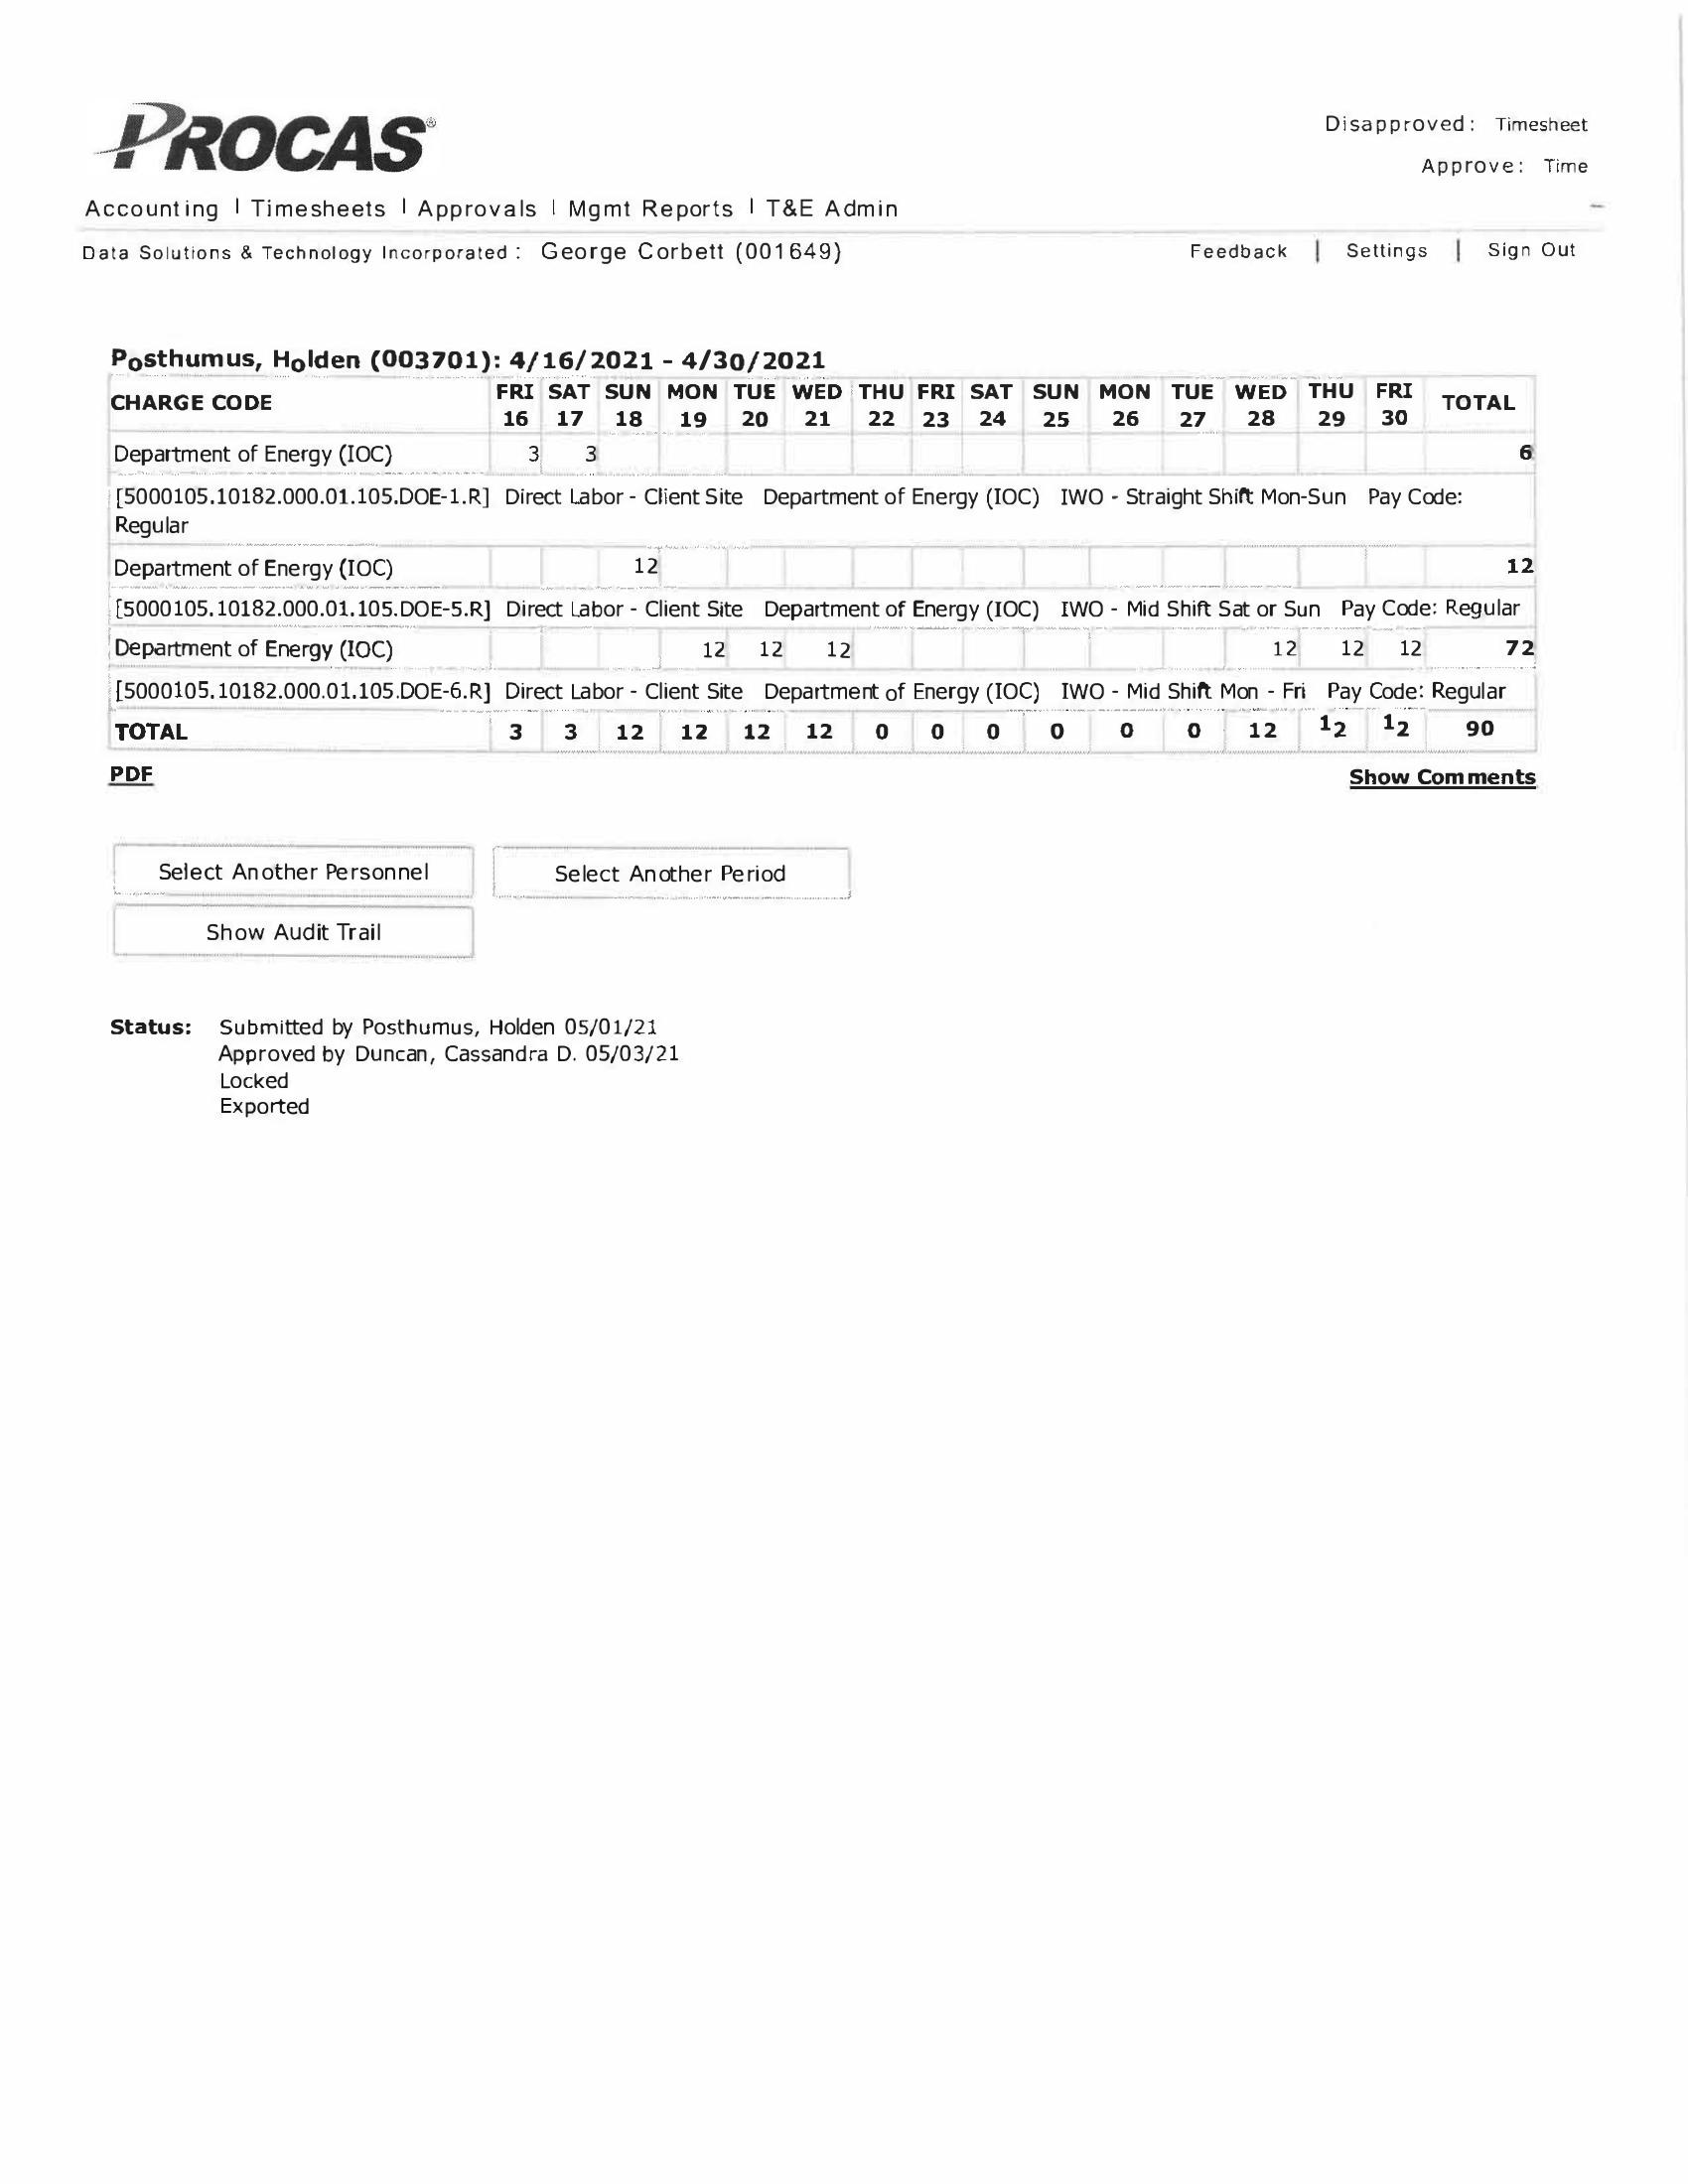 PROCAS®
Disapproved: Timesheet
Approve: Time
Accounting | Timesheets | Approvals | Mgmt Reports | T&E Admin
Data Solutions & Technology Incorporated : George Corbett (001649)
Feedback | Settings | Sign Out
Posthumus, Holden (003701): 4/16/2021 - 4/30/2021
CHARGE CODE FRI 16 SAT 17 SUN 18 MON 19 TUE 20 WED 21 THU 22 FRI 23 SAT 24 SUN 25 MON 26 TUE 27 WED 28 THU 29 FRI 30 TOTAL
Department of Energy (IOC) 3 3 6
[5000105.10182.000.01.105.DOE-1.R] Direct Labor - Client Site Department of Energy (IOC) IWO - Straight Shift Mon-Sun Pay Code:
Regular
Department of Energy (IOC) 12 12
[5000105.10182.000.01.105.DOE-5.R] Direct Labor - Client Site Department of Energy (IOC) IWO - Mid Shift Sat or Sun Pay Code: Regular
Department of Energy (IOC) 12 12 12 12 12 12 72
[5000105.10182.000.01.105.DOE-6.R] Direct Labor - Client Site Department of Energy (IOC) IWO - Mid Shift Mon - Fri Pay Code: Regular
TOTAL 3 3 12 12 12 12 0 0 0 0 0 0 12 12 12 90
PDF
Show Comments
Select Another Personnel
Select Another Period
Show Audit Trail
Status: Submitted by Posthumus, Holden 05/01/21
Approved by Duncan, Cassandra D. 05/03/21
Locked
Exported